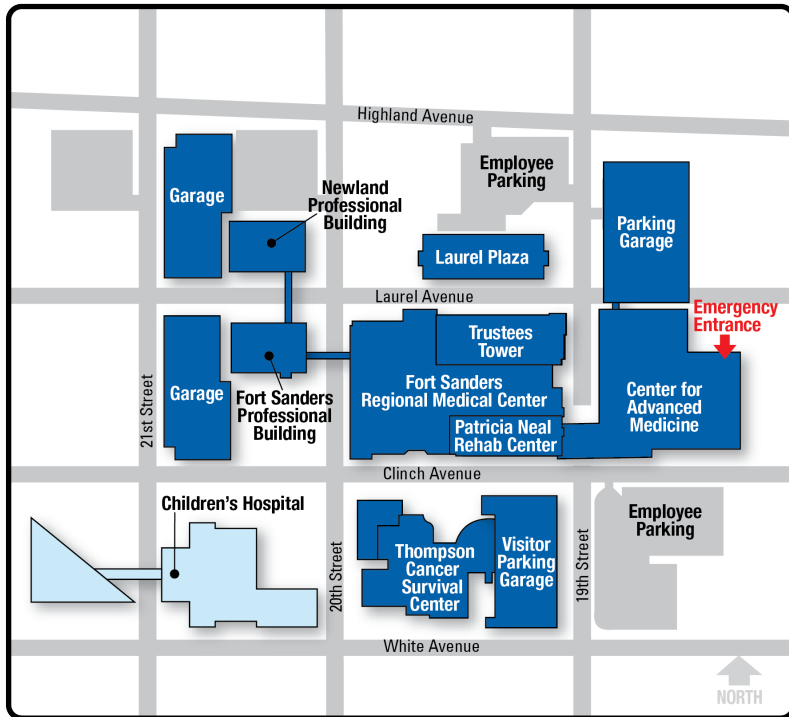 Highland Avenue
Garage
Newland
Professional
Building
Employee
Parking
Parking
Garage
Laurel Plaza
Laurel Avenue
Emergency
Entrance
Trustees
Tower
Garage
Fort Sanders
Professional
Building
Fort Sanders
Regional Medical Center
Patricia Neal
Rehab Center
Center for
Advanced
Medicine
21st Street
Clinch Avenue
Children's Hospital
20th Street
Thompson
Cancer
Survival
Center
Visitor
Parking
Garage
19th Street
Employee
Parking
White Avenue
NORTH